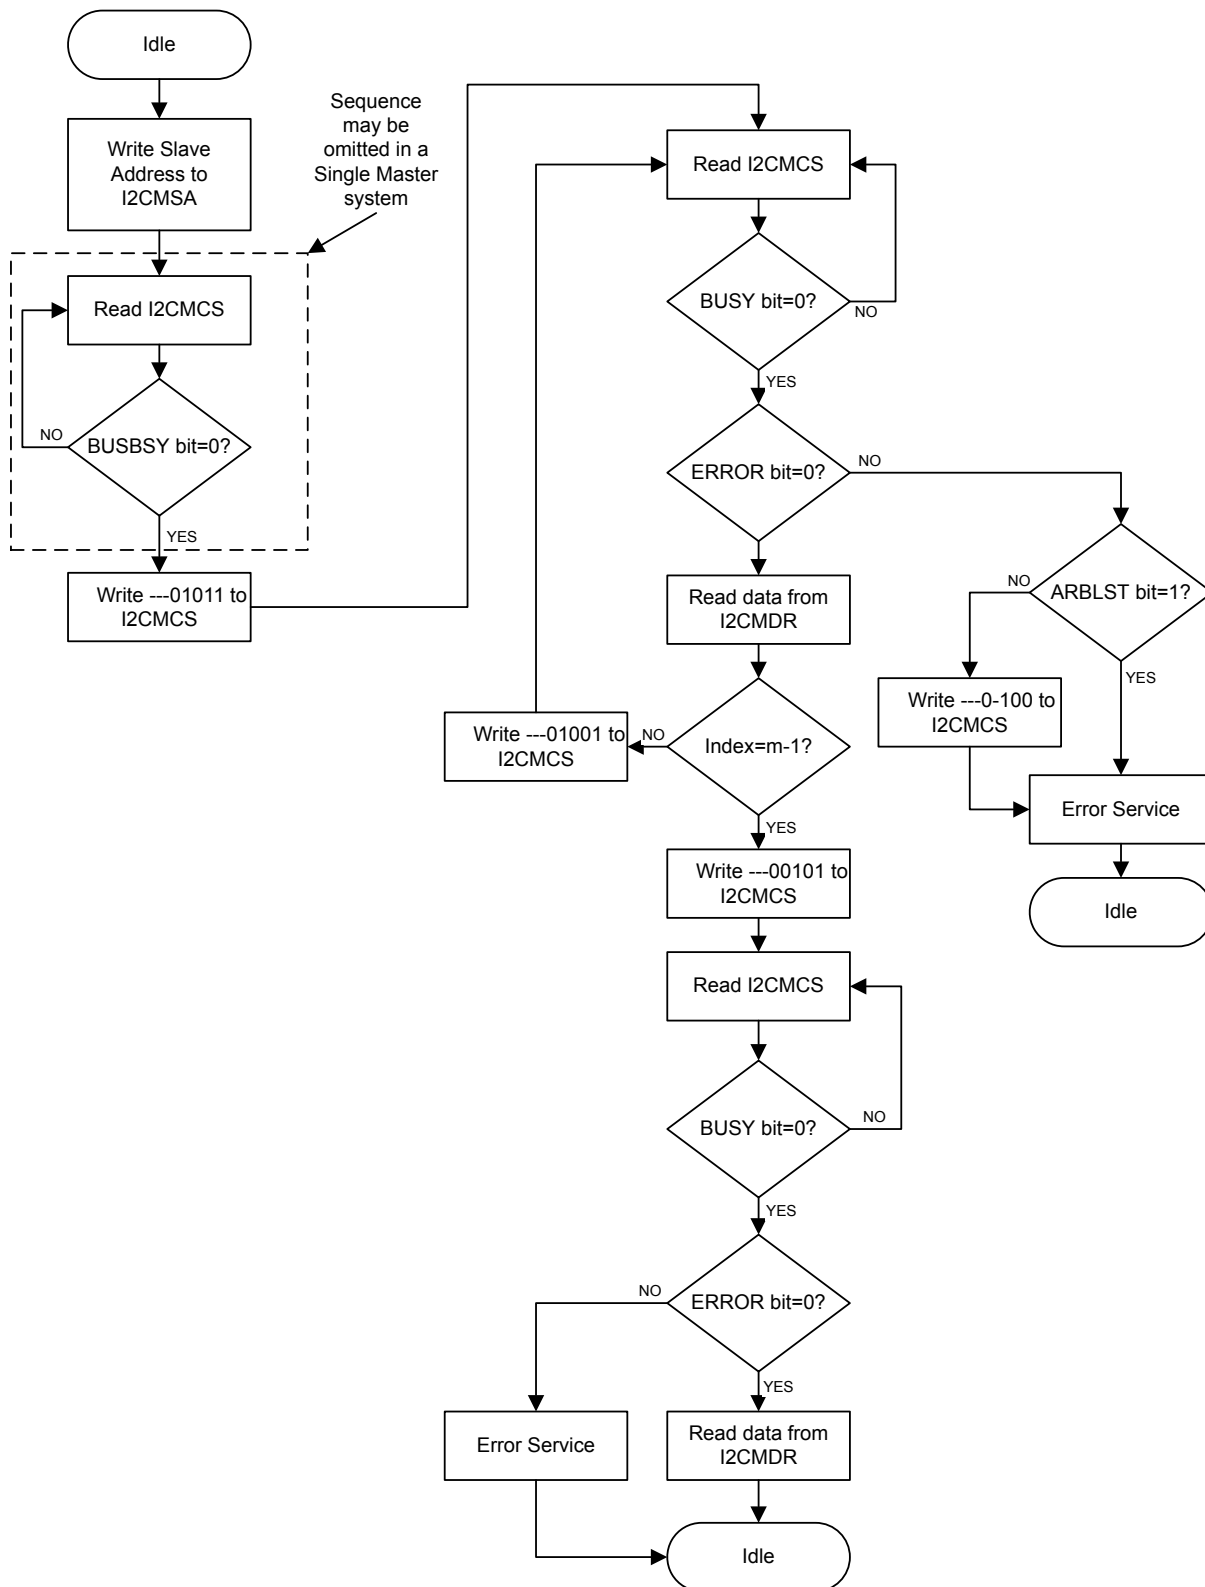 Idle
Write Slave
Address to
I2CMSA
Sequence
may be
omitted in a
Single Master
system
Read I2CMCS
BUSBSY bit=0?
NO
YES
Write ---01011 to
I2CMCS
Read I2CMCS
BUSY bit=0?
NO
YES
ERROR bit=0?
NO
Read data from
I2CMDR
ARBLST bit=1?
NO
YES
Write ---0-100 to
I2CMCS
Error Service
Idle
Index=m-1?
NO
Write ---01001 to
I2CMCS
YES
Write ---00101 to
I2CMCS
Read I2CMCS
BUSY bit=0?
NO
YES
ERROR bit=0?
NO
YES
Error Service
Read data from
I2CMDR
Idle